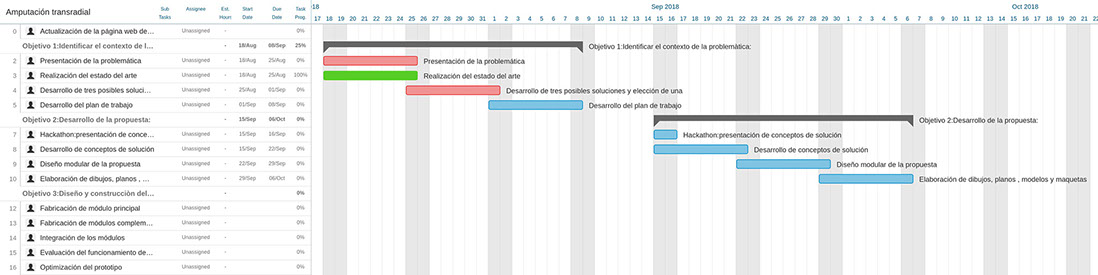 Amputación transradial
Sub Tasks Assignee Est. Hours Start Date Due Date Task Prog.
-18 Sep 2018 Oct 2018
18 19 20 21 22 23 24 25 26 27 28 29 30 31 1 2 3 4 5 6 7 8 9 10 11 12 13 14 15 16 17 18 19 20 21 22 23 24 25 26 27 28 29 30 1 2 3 4 5 6 7 8 9 10 11 12 13 14 15 16 17 18 19 20 21 22
0 Actualización de la página web de... Unassigned - 0%
Objetivo 1:Identificar el contexto de l... - 18/Aug 08/Sep 25% Objetivo 1:Identificar el contexto de la problemática:
2 Presentación de la problemática Unassigned - 18/Aug 25/Aug 0% Presentación de la problemática
3 Realización del estado del arte Unassigned - 18/Aug 25/Aug 100% Realización del estado del arte
4 Desarrollo de tres posibles soluci... Unassigned - 25/Aug 01/Sep 0% Desarrollo de tres posibles soluciones y elección de una
5 Desarrollo del plan de trabajo Unassigned - 01/Sep 08/Sep 0% Desarrollo del plan de trabajo
Objetivo 2:Desarrollo de la propuesta: - 15/Sep 06/Oct 0% Objetivo 2:Desarrollo de la propuesta:
7 Hackathon:presentación de conce... Unassigned - 15/Sep 16/Sep 0% Hackathon:presentación de conceptos de solución
8 Desarrollo de conceptos de solución Unassigned - 15/Sep 22/Sep 0% Desarrollo de conceptos de solución
9 Diseño modular de la propuesta Unassigned - 22/Sep 29/Sep 0% Diseño modular de la propuesta
10 Elaboración de dibujos, planos , ... Unassigned - 29/Sep 06/Oct 0% Elaboración de dibujos, planos , modelos y maquetas
Objetivo 3:Diseño y construcciòn del... - 0%
12 Fabricación de módulo principal Unassigned - 0%
13 Fabricación de módulos complem... Unassigned - 0%
14 Integración de los módulos Unassigned - 0%
15 Evaluación del funcionamiento de... Unassigned - 0%
16 Optimización del prototipo Unassigned - 0%